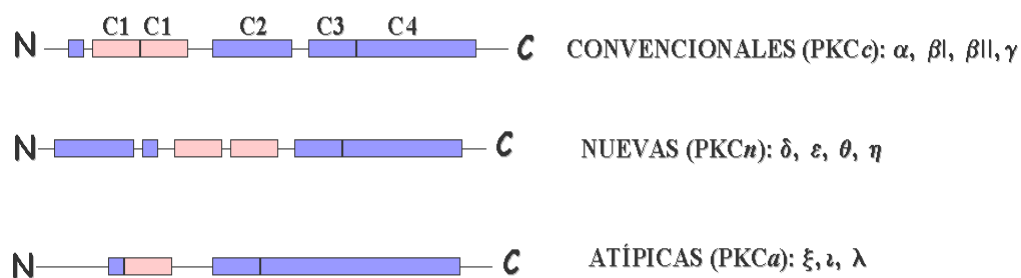 C1 C1 C2 C3 C4
N C CONVENCIONALES (PKCc): α, βI, βII, γ
N C NUEVAS (PKCn): δ, ε, θ, η
N C ATÍPICAS (PKCa): ξ, ι, λ